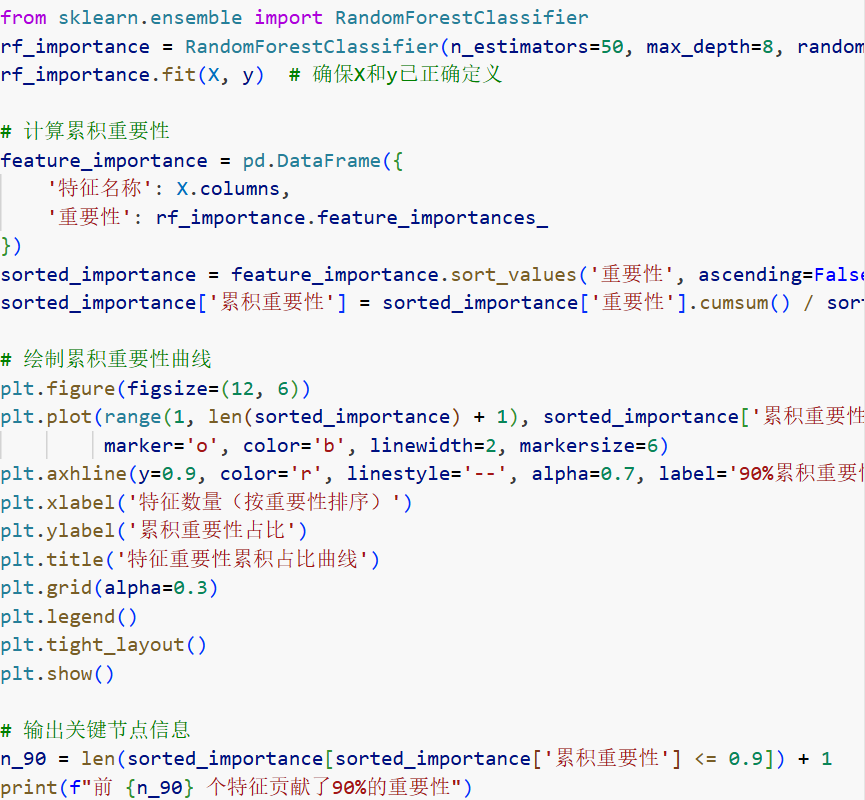 from sklearn.ensemble import RandomForestClassifier
rf_importance = RandomForestClassifier(n_estimators=50, max_depth=8, random
rf_importance.fit(X, y)  # 确保X和y已正确定义
# 计算累积重要性
feature_importance = pd.DataFrame({
    '特征名称': X.columns,
    '重要性': rf_importance.feature_importances_
})
sorted_importance = feature_importance.sort_values('重要性', ascending=False
sorted_importance['累积重要性'] = sorted_importance['重要性'].cumsum() / sor
# 绘制累积重要性曲线
plt.figure(figsize=(12, 6))
plt.plot(range(1, len(sorted_importance) + 1), sorted_importance['累积重要性
         marker='o', color='b', linewidth=2, markersize=6)
plt.axhline(y=0.9, color='r', linestyle='--', alpha=0.7, label='90%累积重要性
plt.xlabel('特征数量（按重要性排序）')
plt.ylabel('累积重要性占比')
plt.title('特征重要性累积占比曲线')
plt.grid(alpha=0.3)
plt.legend()
plt.tight_layout()
plt.show()
# 输出关键节点信息
n_90 = len(sorted_importance[sorted_importance['累积重要性'] <= 0.9]) + 1
print(f"前 {n_90} 个特征贡献了90%的重要性")